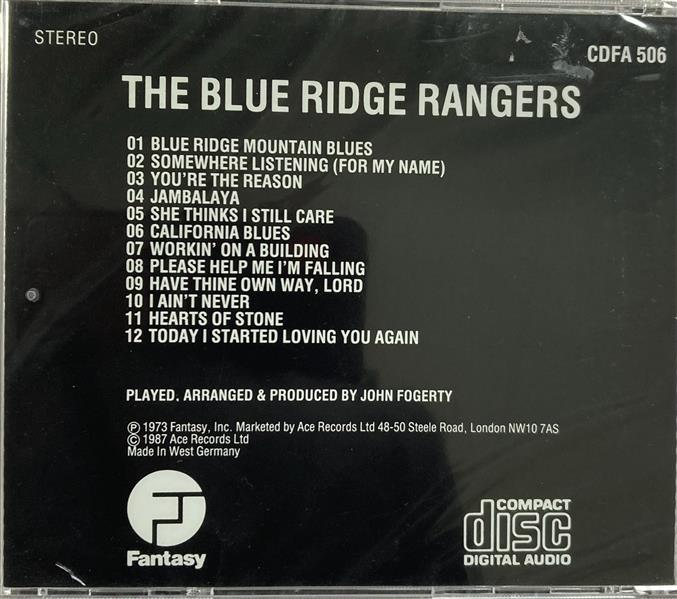 STEREO
CDFA 506
THE BLUE RIDGE RANGERS
01 BLUE RIDGE MOUNTAIN BLUES
02 SOMEWHERE LISTENING (FOR MY NAME)
03 YOU'RE THE REASON
04 JAMBALAYA
05 SHE THINKS I STILL CARE
06 CALIFORNIA BLUES
07 WORKIN' ON A BUILDING
08 PLEASE HELP ME I'M FALLING
09 HAVE THINE OWN WAY, LORD
10 I AIN'T NEVER
11 HEARTS OF STONE
12 TODAY I STARTED LOVING YOU AGAIN
PLAYED, ARRANGED & PRODUCED BY JOHN FOGERTY
Ⓟ 1973 Fantasy, Inc. Marketed by Ace Records Ltd 48-50 Steele Road, London NW10 7AS
© 1987 Ace Records Ltd
Made In West Germany
Fantasy
COMPACT
disc
DIGITAL AUDIO